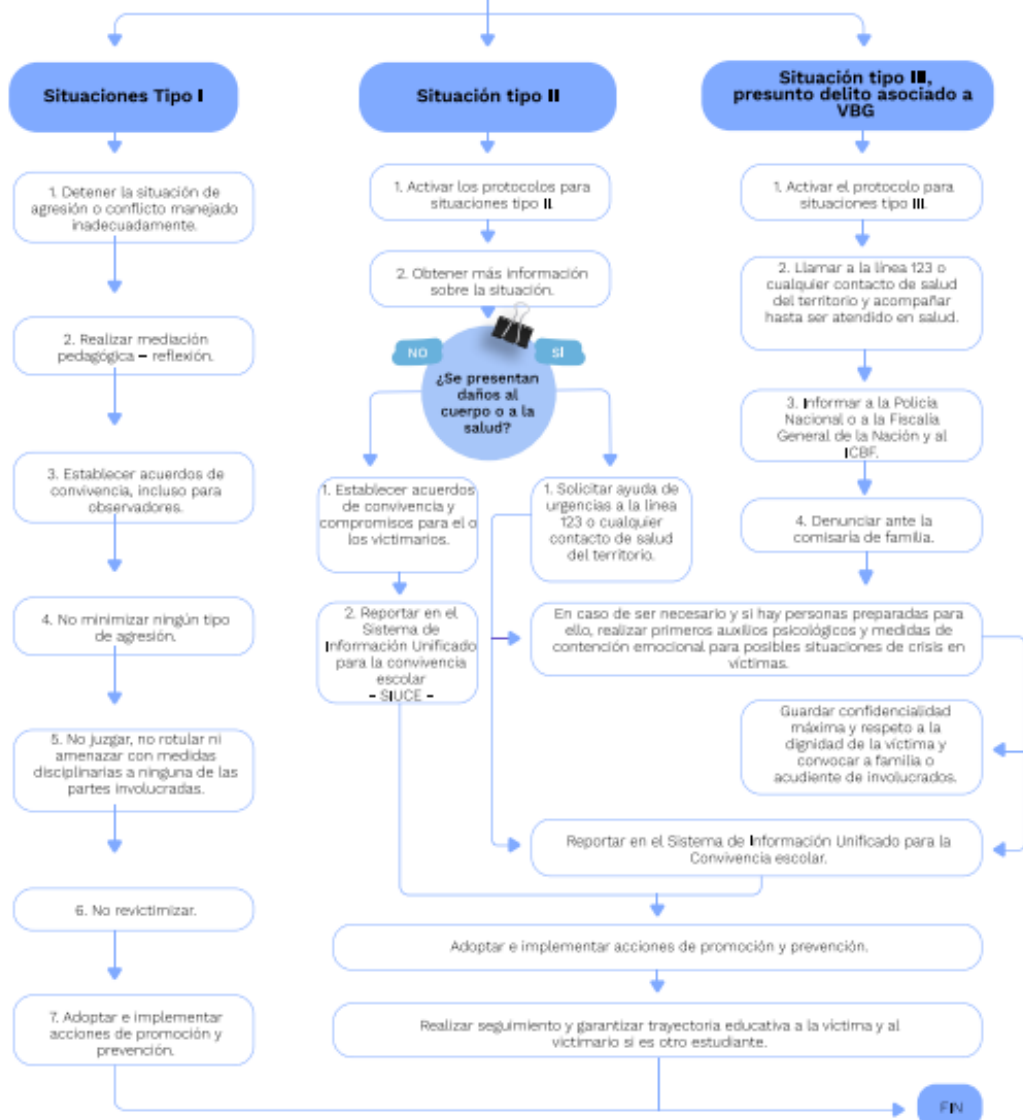 Situaciones Tipo I
1. Detener la situación de
agresión o conflicto manejado
inadecuadamente.
2. Realizar mediación
pedagógica – reflexión.
3. Establecer acuerdos de
convivencia, incluso para
observadores.
4. No minimizar ningún tipo
de agresión.
5. No juzgar, no rotular ni
amenazar con medidas
disciplinarias a ninguna de las
partes involucradas.
6. No revictimizar.
7. Adoptar e implementar
acciones de promoción y
prevención.
Situación tipo II
1. Activar los protocolos para
situaciones tipo II.
2. Obtener más información
sobre la situación.
NO
SÍ
¿Se presentan
daños al
cuerpo o a la
salud?
1. Establecer acuerdos
de convivencia y
compromisos para el o
los victimarios.
2. Reportar en el
Sistema de
Información Unificado
para la convivencia
escolar
– SIUCE –
1. Solicitar ayuda de
urgencias a la línea
123 o cualquier
contacto de salud
del territorio.
Situación tipo III,
presunto delito asociado a
VBG
1. Activar el protocolo para
situaciones tipo III.
2. Llamar a la línea 123 o
cualquier contacto de salud
del territorio y acompañar
hasta ser atendido en salud.
3. Informar a la Policía
Nacional o a la Fiscalía
General de la Nación y al
ICBF.
4. Denunciar ante la
comisaría de familia.
En caso de ser necesario y si hay personas preparadas para
ello, realizar primeros auxilios psicológicos y medidas de
contención emocional para posibles situaciones de crisis en
víctimas.
Guardar confidencialidad
máxima y respeto a la
dignidad de la víctima y
convocar a familia o
acudiente de involucrados.
Reportar en el Sistema de Información Unificado para la
Convivencia escolar.
Adoptar e implementar acciones de promoción y prevención.
Realizar seguimiento y garantizar trayectoria educativa a la víctima y al
victimario si es otro estudiante.
FIN